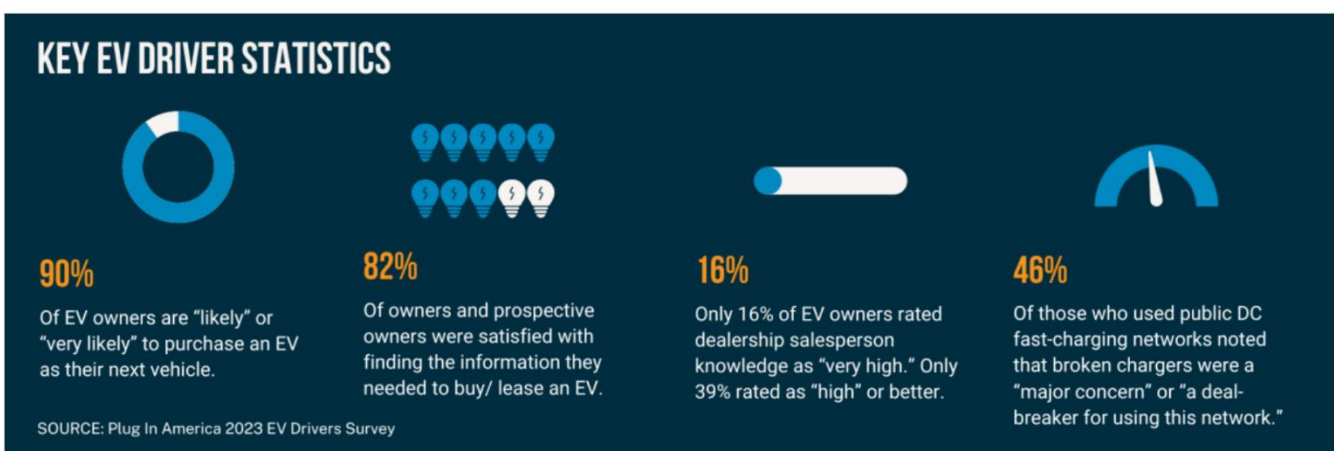 KEY EV DRIVER STATISTICS
90%
Of EV owners are “likely” or
“very likely” to purchase an EV
as their next vehicle.
82%
Of owners and prospective
owners were satisfied with
finding the information they
needed to buy/ lease an EV.
16%
Only 16% of EV owners rated
dealership salesperson
knowledge as “very high.” Only
39% rated as “high” or better.
46%
Of those who used public DC
fast-charging networks noted
that broken chargers were a
“major concern” or “a deal-
breaker for using this network.”
SOURCE: Plug In America 2023 EV Drivers Survey